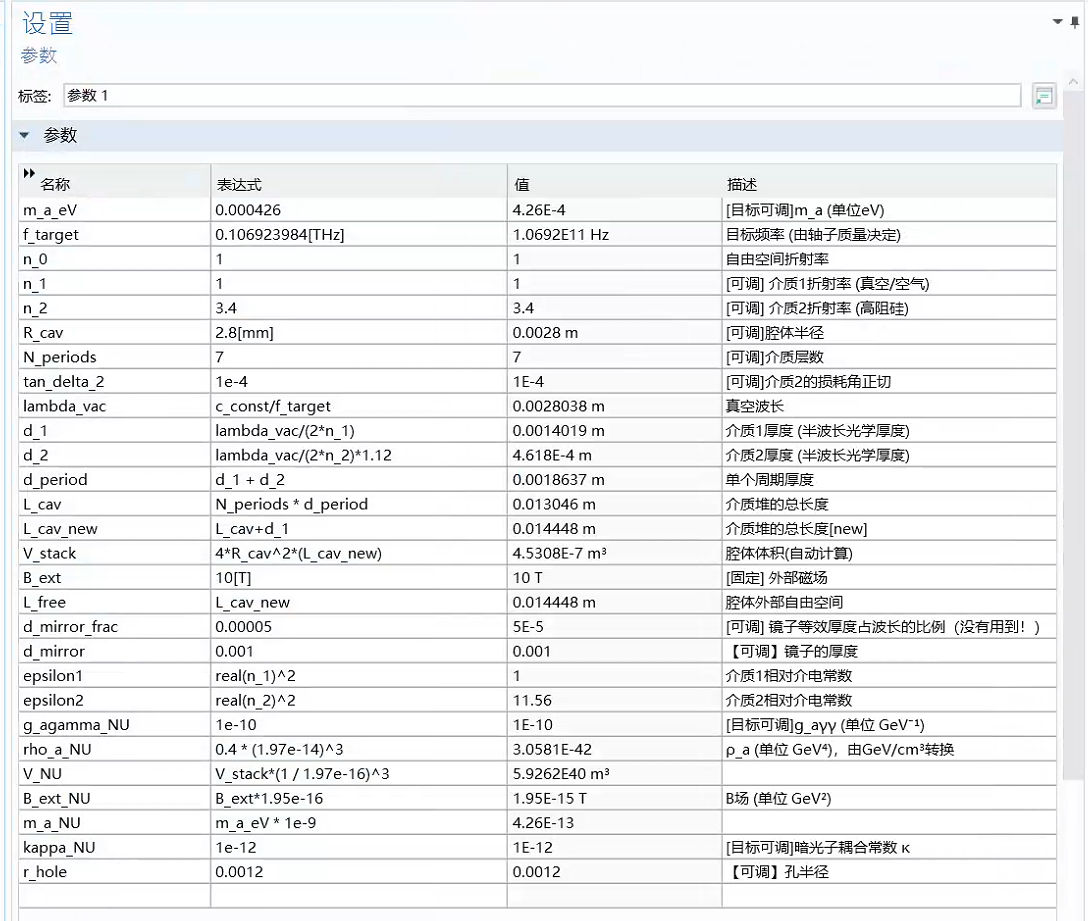 设置
参数
标签: 参数 1
参数
名称 表达式 值 描述
m_a_eV 0.000426 4.26E-4 [目标可调]m_a (单位eV)
f_target 0.106923984[THz] 1.0692E11 Hz 目标频率 (由轴子质量决定)
n_0 1 1 自由空间折射率
n_1 1 1 [可调] 介质1折射率 (真空/空气)
n_2 3.4 3.4 [可调] 介质2折射率 (高阻硅)
R_cav 2.8[mm] 0.0028 m [可调]腔体半径
N_periods 7 7 [可调]介质层数
tan_delta_2 1e-4 1E-4 [可调]介质2的损耗角正切
lambda_vac c_const/f_target 0.0028038 m 真空波长
d_1 lambda_vac/(2*n_1) 0.0014019 m 介质1厚度 (半波长光学厚度)
d_2 lambda_vac/(2*n_2)*1.12 4.618E-4 m 介质2厚度 (半波长光学厚度)
d_period d_1 + d_2 0.0018637 m 单个周期厚度
L_cav N_periods * d_period 0.013046 m 介质堆的总长度
L_cav_new L_cav+d_1 0.014448 m 介质堆的总长度[new]
V_stack 4*R_cav^2*(L_cav_new) 4.5308E-7 m³ 腔体体积(自动计算)
B_ext 10[T] 10 T [固定] 外部磁场
L_free L_cav_new 0.014448 m 腔体外部自由空间
d_mirror_frac 0.00005 5E-5 [可调] 镜子等效厚度占波长的比例（没有用到！）
d_mirror 0.001 0.001 【可调】镜子的厚度
epsilon1 real(n_1)^2 1 介质1相对介电常数
epsilon2 real(n_2)^2 11.56 介质2相对介电常数
g_agamma_NU 1e-10 1E-10 [目标可调]g_aγγ (单位 GeV⁻¹)
rho_a_NU 0.4 * (1.97e-14)^3 3.0581E-42 ρ_a (单位 GeV⁴)，由GeV/cm³转换
V_NU V_stack*(1 / 1.97e-16)^3 5.9262E40 m³
B_ext_NU B_ext*1.95e-16 1.95E-15 T B场 (单位 GeV²)
m_a_NU m_a_eV * 1e-9 4.26E-13
kappa_NU 1e-12 1E-12 [目标可调]暗光子耦合常数 κ
r_hole 0.0012 0.0012 【可调】孔半径